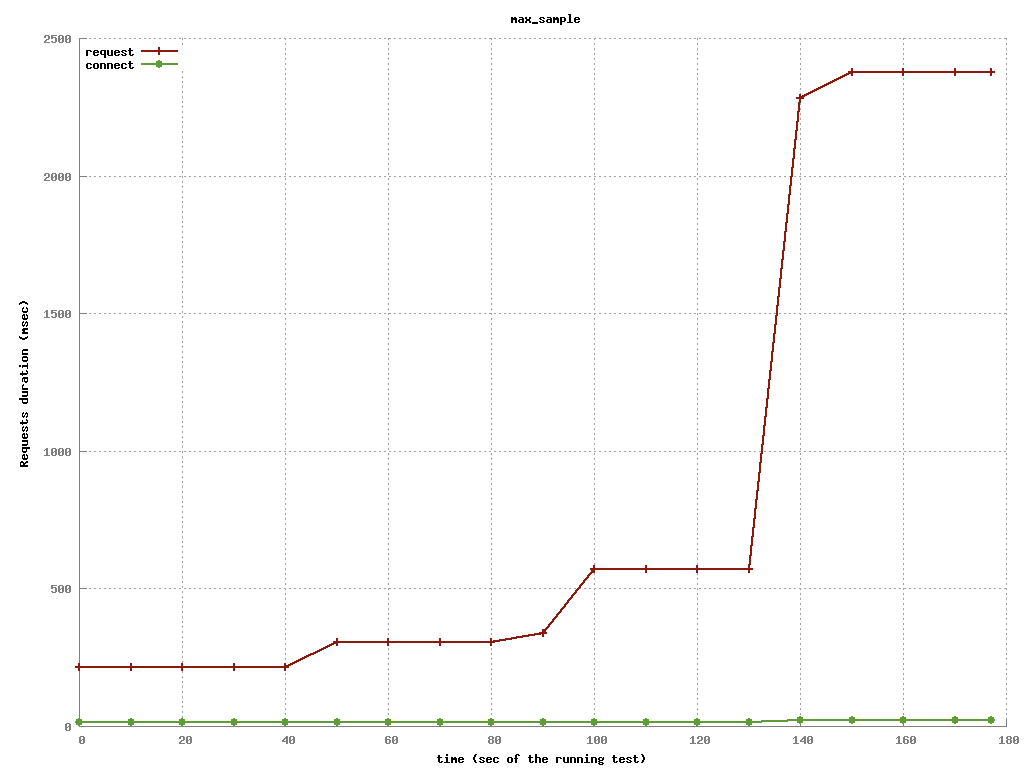 max_sample
2500
request
connect
2000
1500
Requests duration (msec)
1000
500
0
0 20 40 60 80 100 120 140 160 180
time (sec of the running test)